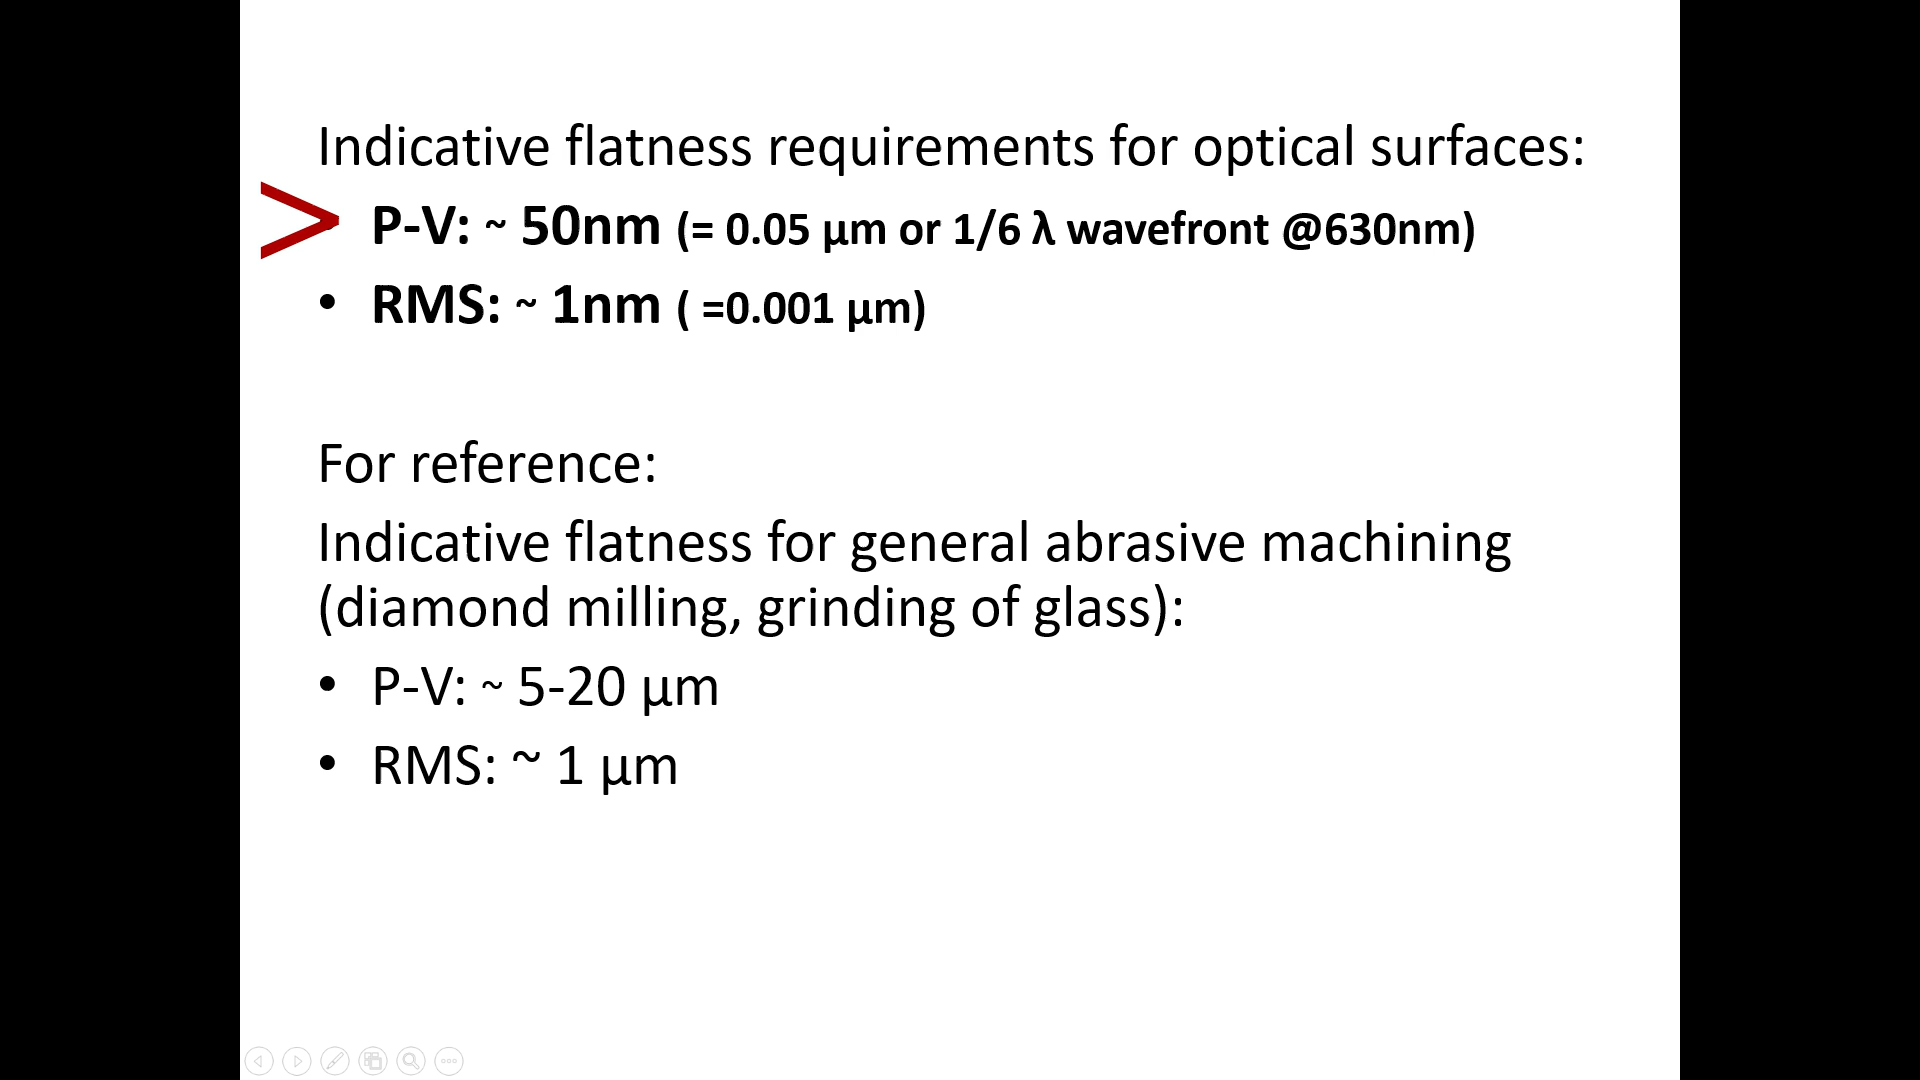 Indicative flatness requirements for optical surfaces:
> P-V: ~ 50nm (= 0.05 µm or 1/6 λ wavefront @630nm)
• RMS: ~ 1nm ( =0.001 µm)
For reference:
Indicative flatness for general abrasive machining
(diamond milling, grinding of glass):
• P-V: ~ 5-20 µm
• RMS: ~ 1 µm